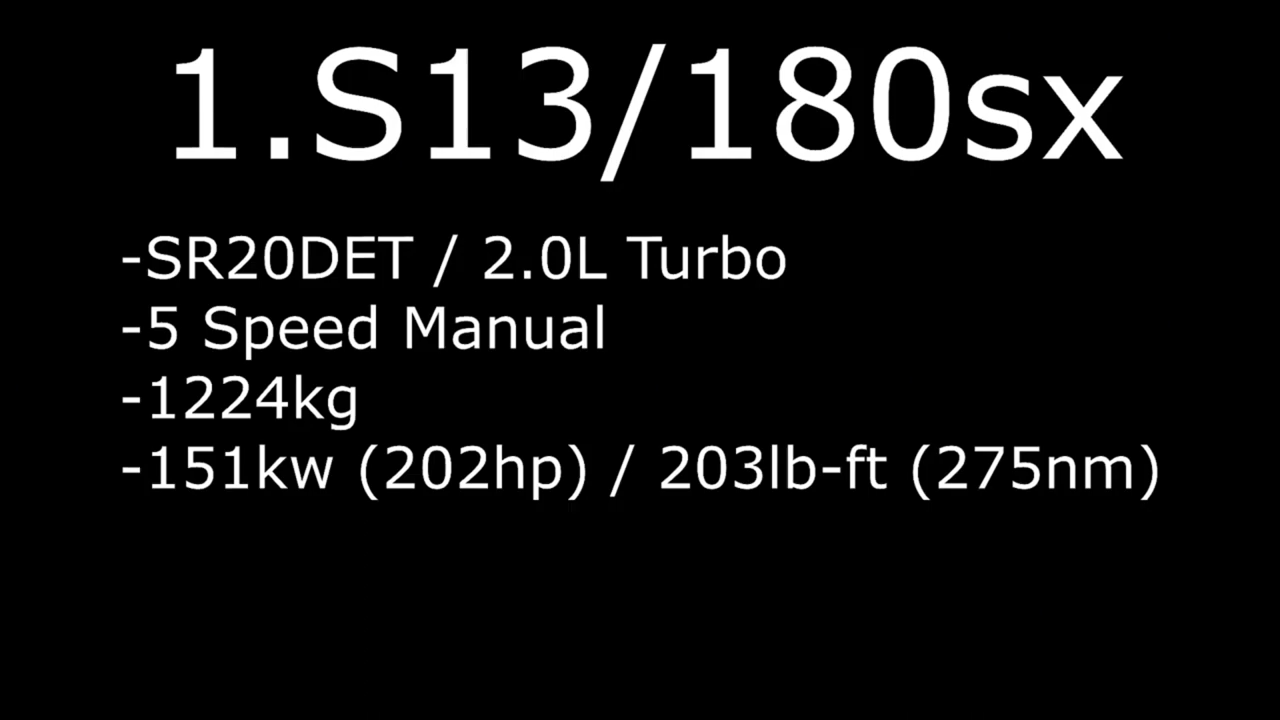 1.S13/180sx
-SR20DET / 2.0L Turbo
-5 Speed Manual
-1224kg
-151kw (202hp) / 203lb-ft (275nm)